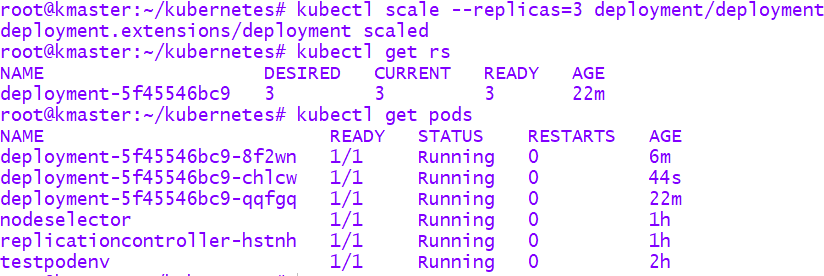 root@kmaster:~/kubernetes# kubectl scale --replicas=3 deployment/deployment
deployment.extensions/deployment scaled
root@kmaster:~/kubernetes# kubectl get rs
NAME DESIRED CURRENT READY AGE
deployment-5f45546bc9 3 3 3 22m
root@kmaster:~/kubernetes# kubectl get pods
NAME READY STATUS RESTARTS AGE
deployment-5f45546bc9-8f2wn 1/1 Running 0 6m
deployment-5f45546bc9-chlcw 1/1 Running 0 44s
deployment-5f45546bc9-qqfgq 1/1 Running 0 22m
nodeselector 1/1 Running 0 1h
replicationcontroller-hstnh 1/1 Running 0 1h
testpodenv 1/1 Running 0 2h